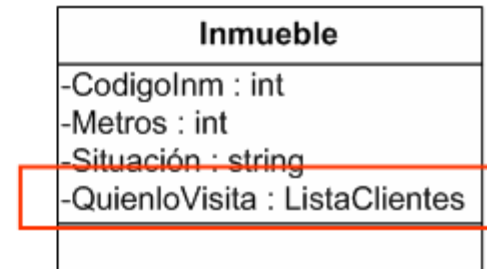 Inmueble
-CodigoInm : int
-Metros : int
-Situación : string
-QuienloVisita : ListaClientes